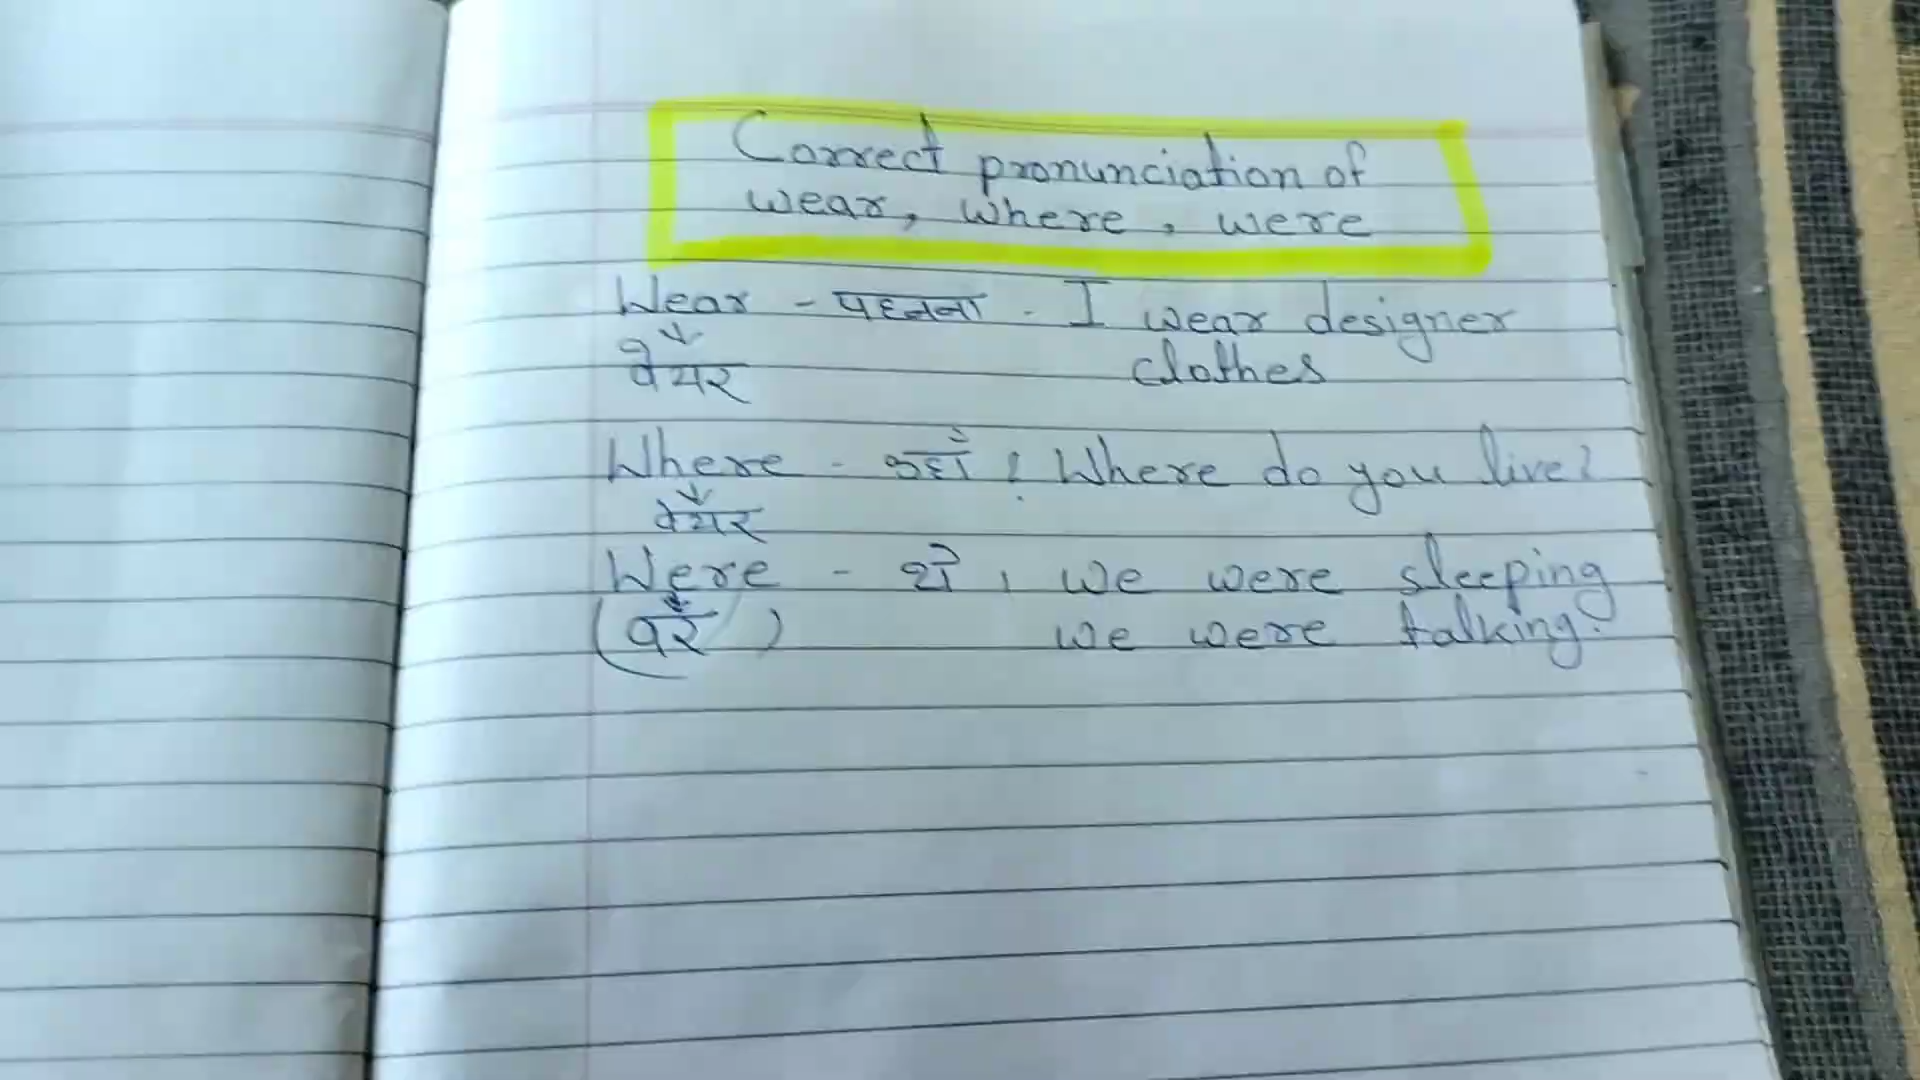 Correct pronunciation of
wear, where, were
Wear - पहनना - I wear designer
वेयर clothes
Where - कहाँ ? Where do you live?
वेयर
Were - थे, we were sleeping
(वर) we were talking.